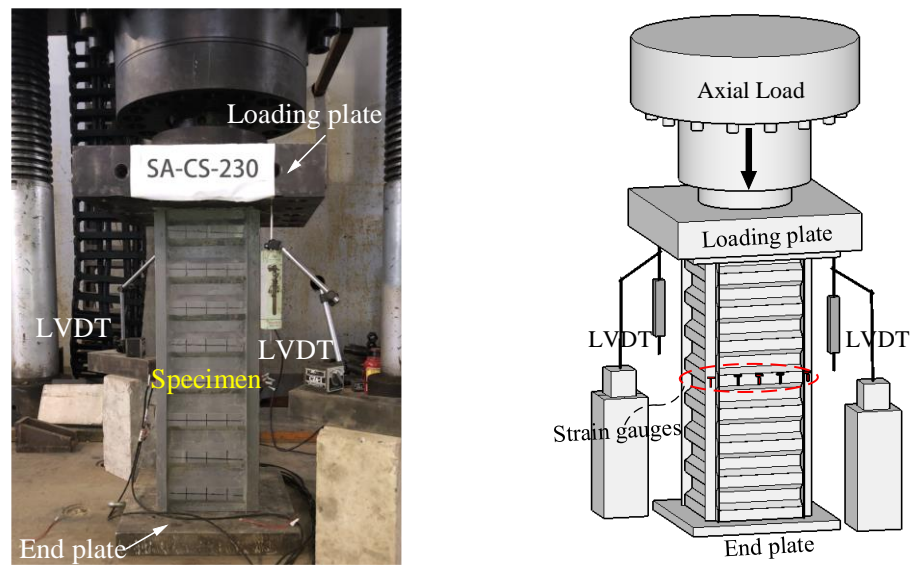 Loading plate
SA-CS-230
LVDT
LVDT
Specimen
End plate
Axial Load
Loading plate
LVDT
LVDT
Strain gauges
End plate